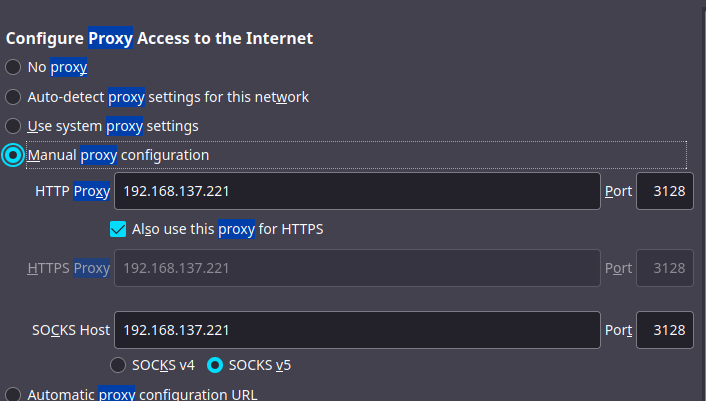 Configure Proxy Access to the Internet
No proxy
Auto-detect proxy settings for this network
Use system proxy settings
Manual proxy configuration
HTTP Proxy 192.168.137.221 Port 3128
Also use this proxy for HTTPS
HTTPS Proxy 192.168.137.221 Port 3128
SOCKS Host 192.168.137.221 Port 3128
SOCKS v4 SOCKS v5
Automatic proxy configuration URL